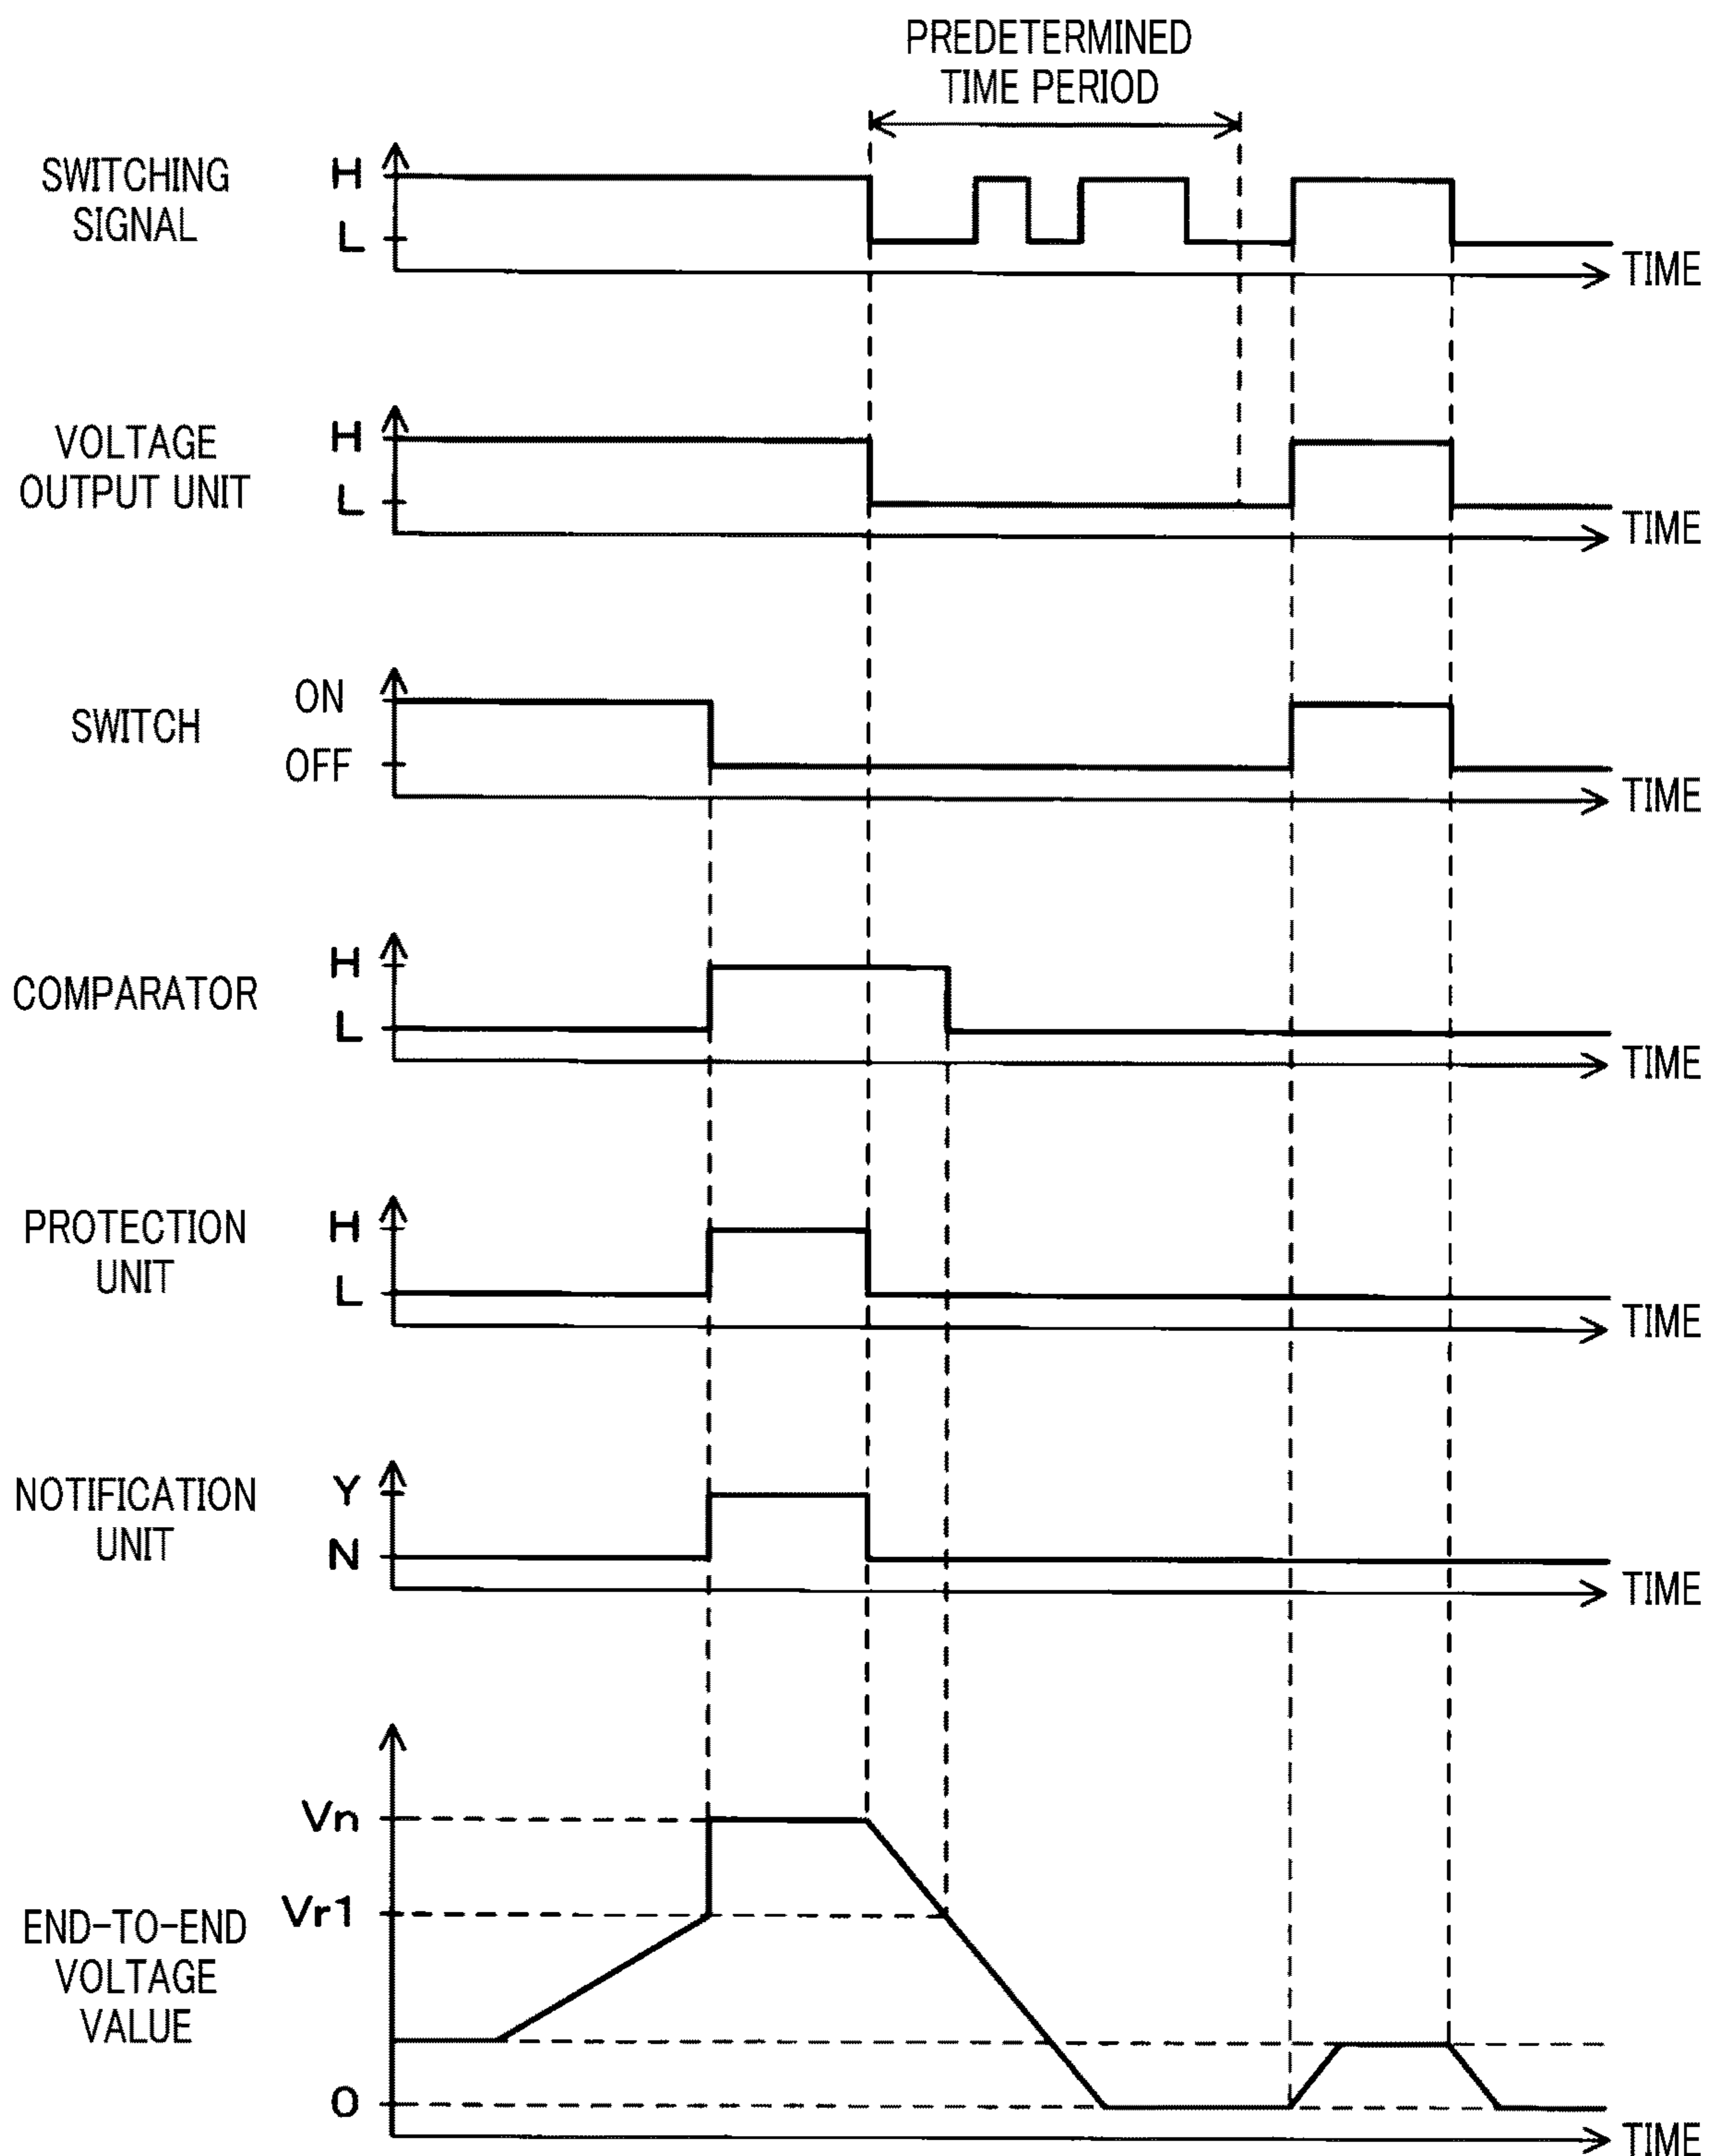 PREDETERMINED
TIME PERIOD
SWITCHING
SIGNAL
H
L
TIME
VOLTAGE
OUTPUT UNIT
H
L
TIME
SWITCH
ON
OFF
TIME
COMPARATOR
H
L
TIME
PROTECTION
UNIT
H
L
TIME
NOTIFICATION
UNIT
Y
N
TIME
END-TO-END
VOLTAGE
VALUE
Vn
Vr1
0
TIME